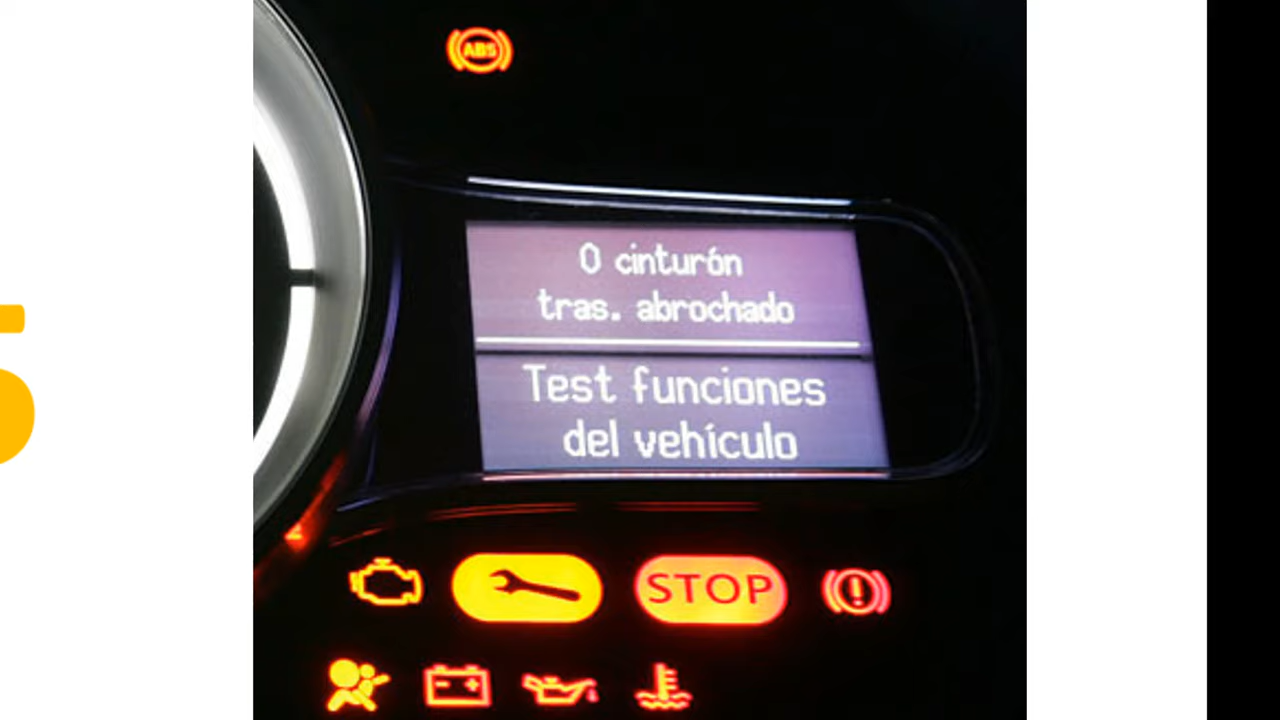 ABS
0 cinturón
tras. abrochado
Test funciones
del vehículo
STOP